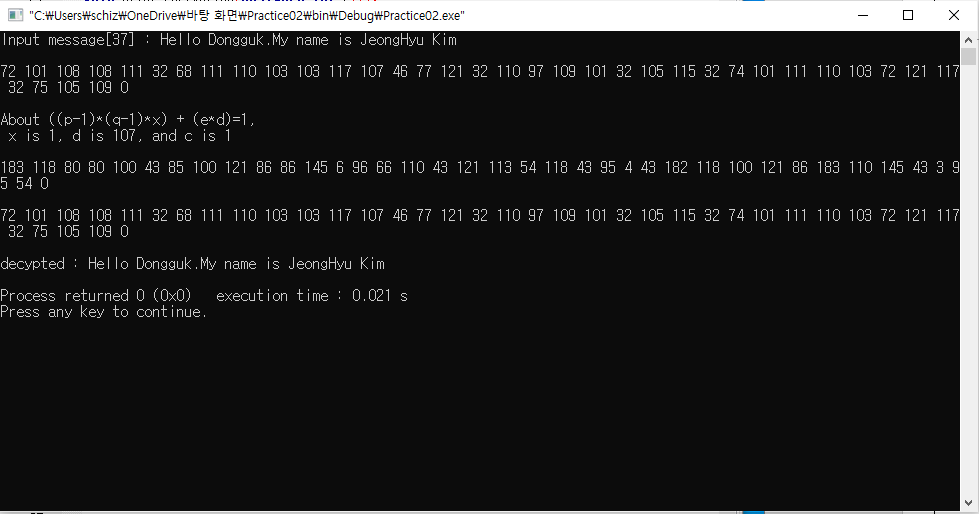 "C:₩Users₩schiz₩OneDrive₩바탕 화면₩Practice02₩bin₩Debug₩Practice02.exe"
Input message[37] : Hello Dongguk.My name is JeongHyu Kim
72 101 108 108 111 32 68 111 110 103 103 117 107 46 77 121 32 110 97 109 101 32 105 115 32 74 101 111 110 103 72 121 117
32 75 105 109 0
About ((p-1)*(q-1)*x) + (e*d)=1,
x is 1, d is 107, and c is 1
183 118 80 80 100 43 85 100 121 86 86 145 6 96 66 110 43 121 113 54 118 43 95 4 43 182 118 100 121 86 183 110 145 43 3 9
5 54 0
72 101 108 108 111 32 68 111 110 103 103 117 107 46 77 121 32 110 97 109 101 32 105 115 32 74 101 111 110 103 72 121 117
32 75 105 109 0
decypted : Hello Dongguk.My name is JeongHyu Kim
Process returned 0 (0x0)   execution time : 0.021 s
Press any key to continue.